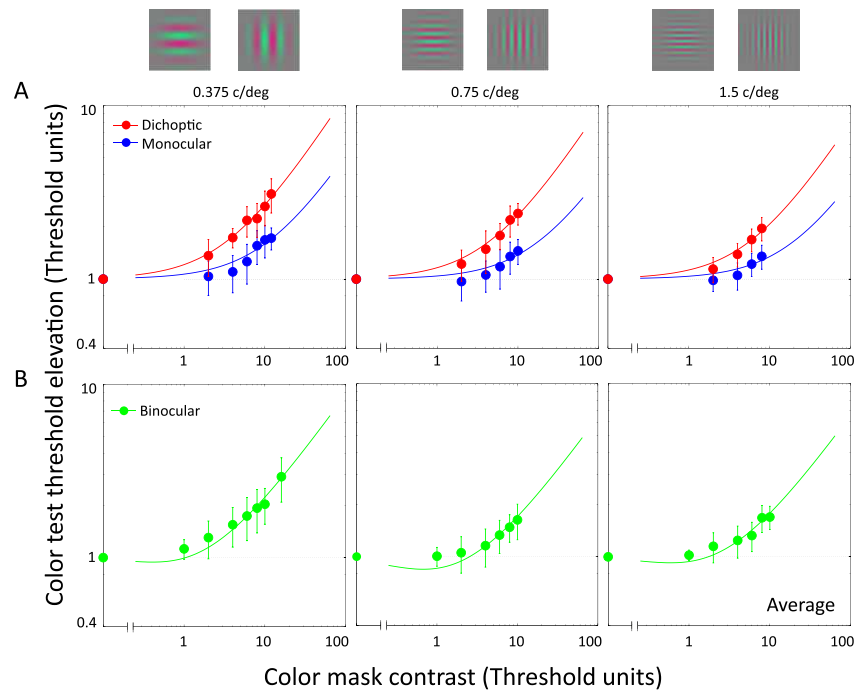 A
0.375 c/deg
0.75 c/deg
1.5 c/deg
10
Dichoptic
Monocular
1
0.4
1
10
100
1
10
100
1
10
100
B
10
Binocular
1
0.4
Average
1
10
100
1
10
100
1
10
100
Color test threshold elevation (Threshold units)
Color mask contrast (Threshold units)